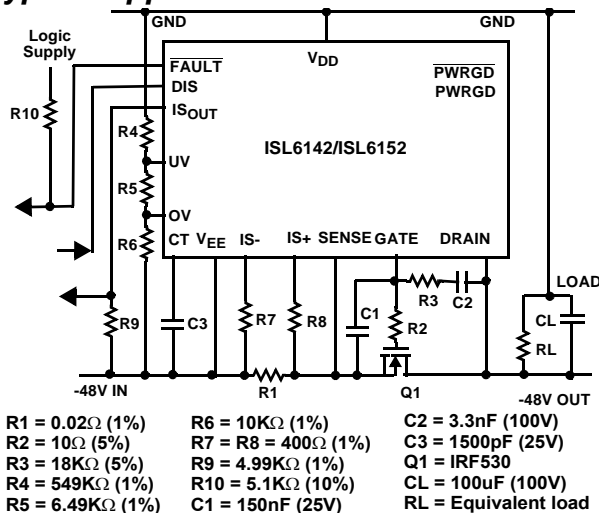 GND
GND
Logic
Supply
VDD
FAULT
DIS
ISOUT
PWRGD
PWRGD
R10
R4
ISL6142/ISL6152
UV
R5
OV
R6
CT
VEE
IS-
IS+
SENSE
GATE
DRAIN
R3
C2
LOAD
R9
C3
R7
R8
C1
R2
CL
RL
-48V IN
R1
Q1
-48V OUT
R1 = 0.02Ω (1%)
R2 = 10Ω (5%)
R3 = 18KΩ (5%)
R4 = 549KΩ (1%)
R5 = 6.49KΩ (1%)
R6 = 10KΩ (1%)
R7 = R8 = 400Ω (1%)
R9 = 4.99KΩ (1%)
R10 = 5.1KΩ (10%)
C1 = 150nF (25V)
C2 = 3.3nF (100V)
C3 = 1500pF (25V)
Q1 = IRF530
CL = 100uF (100V)
RL = Equivalent load